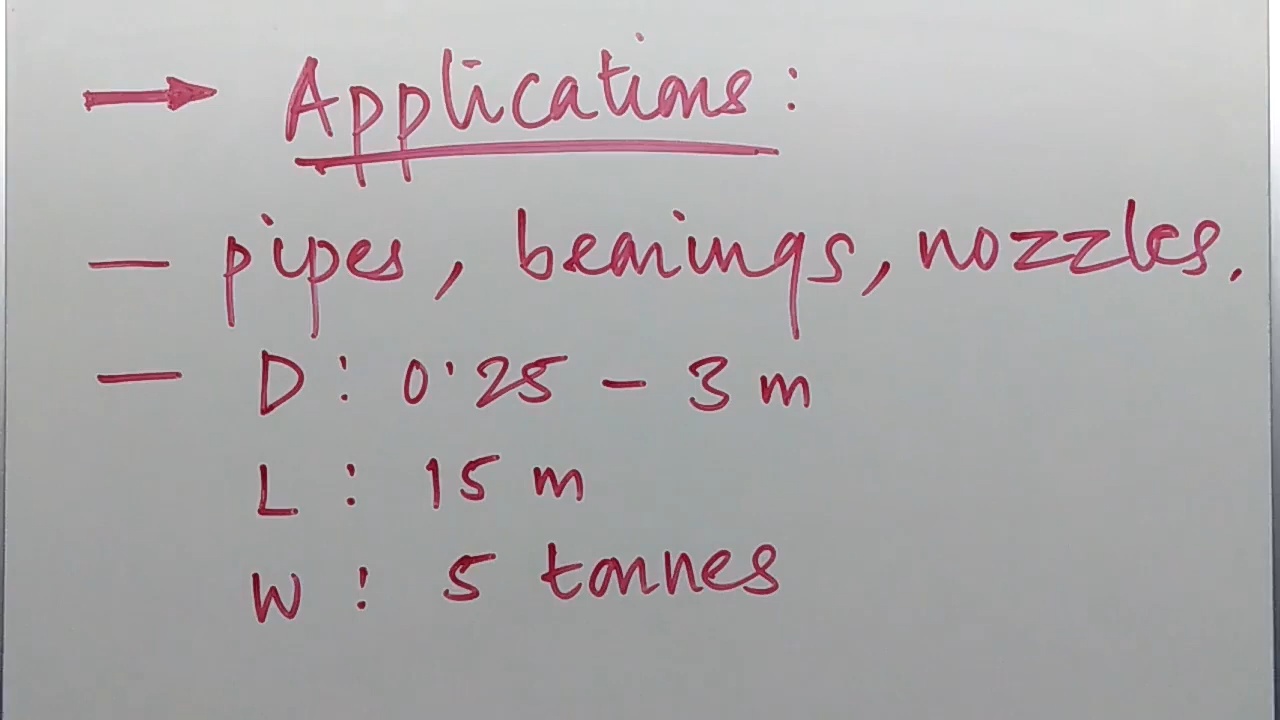 → Applications:
— pipes, bearings, nozzles.
— D: 0.25 - 3 m
L: 15 m
W: 5 tonnes